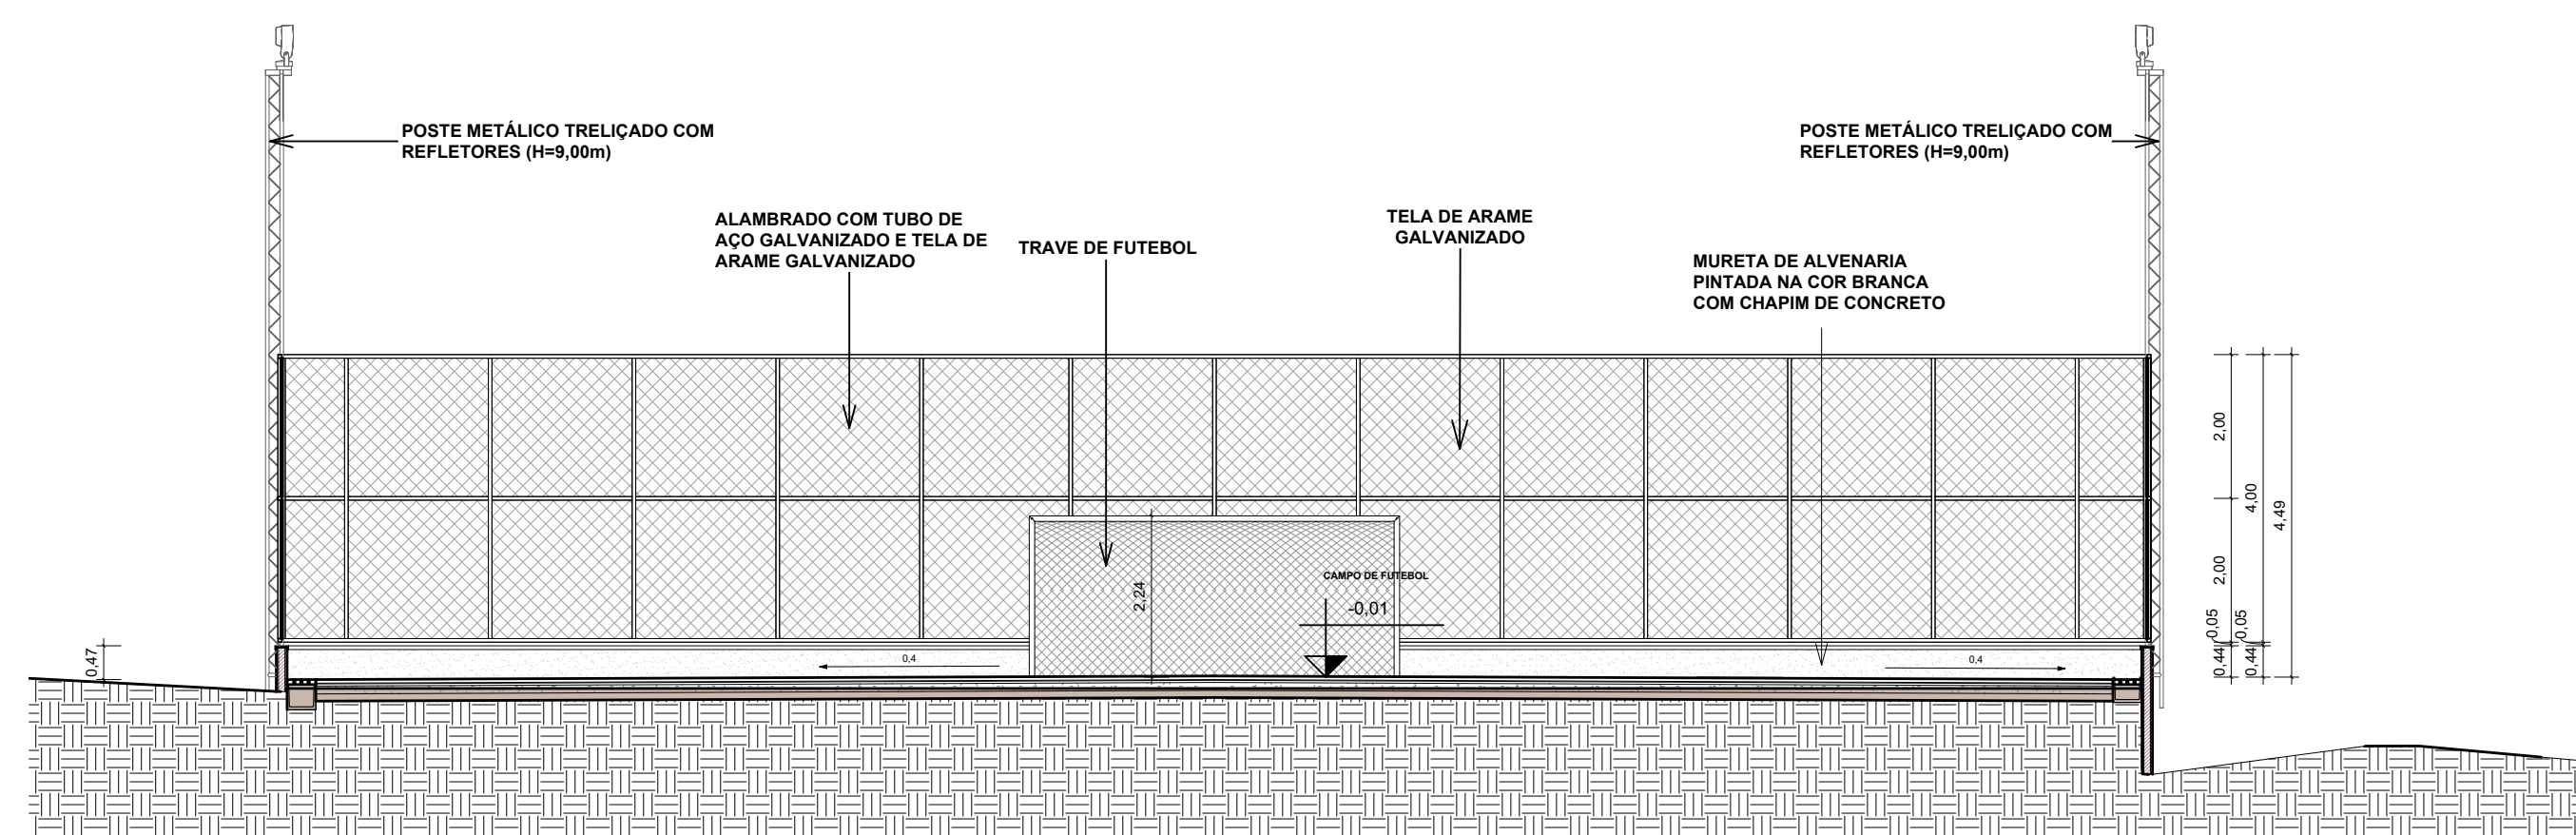 POSTE METÁLICO TRELIÇADO COM
REFLETORES (H=9,00m)
POSTE METÁLICO TRELIÇADO COM
REFLETORES (H=9,00m)
ALAMBRADO COM TUBO DE
AÇO GALVANIZADO E TELA DE
ARAME GALVANIZADO
TRAVE DE FUTEBOL
TELA DE ARAME
GALVANIZADO
MURETA DE ALVENARIA
PINTADA NA COR BRANCA
COM CHAPIM DE CONCRETO
2,00
4,00
4,49
2,00
CAMPO DE FUTEBOL
-0,01
2,24
0,05
0,05
0,47
0,4
0,4
0,44
0,44